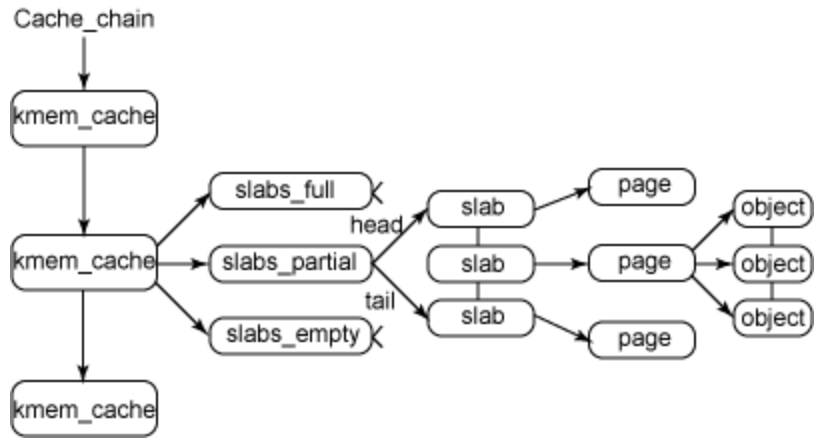 Cache_chain
kmem_cache
slabs_full
head
slab
page
object
kmem_cache
slabs_partial
slab
page
object
tail
slabs_empty
slab
page
object
kmem_cache